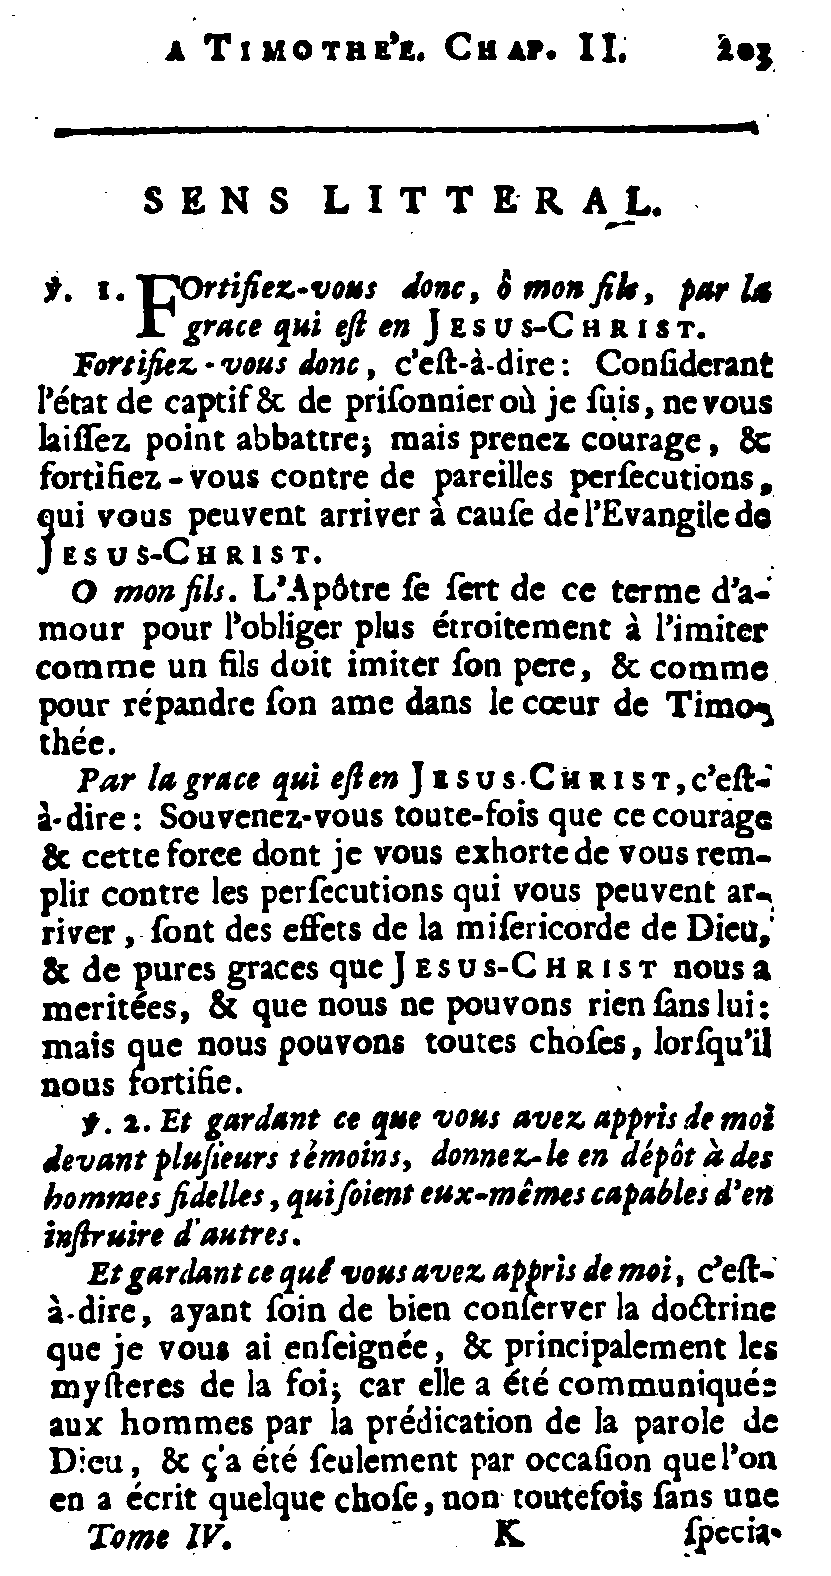 A TIMOTHE'E. CHAP. II. 203
SENS LITTERAL.
℣. 1. FOrtifiez-vous donc, ô mon fils, par la
grace qui eſt en JESUS-CHRIST.
Fortifiez-vous donc, c'eſt-à-dire: Conſiderant
l'état de captif & de priſonnier où je ſuis, ne vous
laiſſez point abbattre; mais prenez courage, &
fortifiez-vous contre de pareilles perſecutions,
qui vous peuvent arriver à cauſe de l'Evangile de
JESUS-CHRIST.
O mon fils. L'Apôtre ſe ſert de ce terme d'a-
mour pour l'obliger plus étroitement à l'imiter
comme un fils doit imiter ſon pere, & comme
pour répandre ſon ame dans le cœur de Timo-
thée.
Par la grace qui eſt en JESUS-CHRIST, c'eſt-
à-dire: Souvenez-vous toute-fois que ce courage
& cette force dont je vous exhorte de vous rem-
plir contre les perſecutions qui vous peuvent ar-
river, ſont des effets de la miſericorde de Dieu,
& de pures graces que JESUS-CHRIST nous a
meritées, & que nous ne pouvons rien ſans lui:
mais que nous pouvons toutes choſes, lorſqu'il
nous fortifie.
℣. 2. Et gardant ce que vous avez appris de moi
devant pluſieurs tèmoins, donnez-le en dépôt à des
hommes fidelles, qui ſoient eux-mêmes capables d'en
inſtruire d'autres.
Et gardant ce que vous avez appris de moi, c'eſt-
à-dire, ayant ſoin de bien conſerver la doctrine
que je vous ai enſeignée, & principalement les
myſteres de la foi; car elle a été communiquée
aux hommes par la prédication de la parole de
Dieu, & ç'a été ſeulement par occaſion que l'on
en a écrit quelque choſe, non toutefois ſans une
Tome IV. K ſpecia-